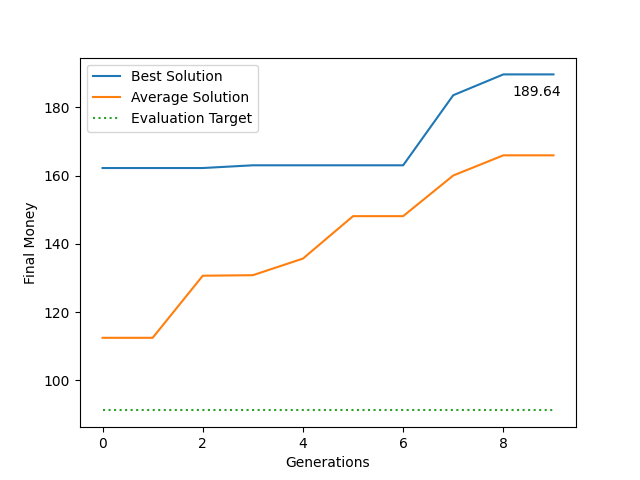 Best Solution
Average Solution
Evaluation Target
189.64
180
160
140
120
100
Final Money
0 2 4 6 8
Generations